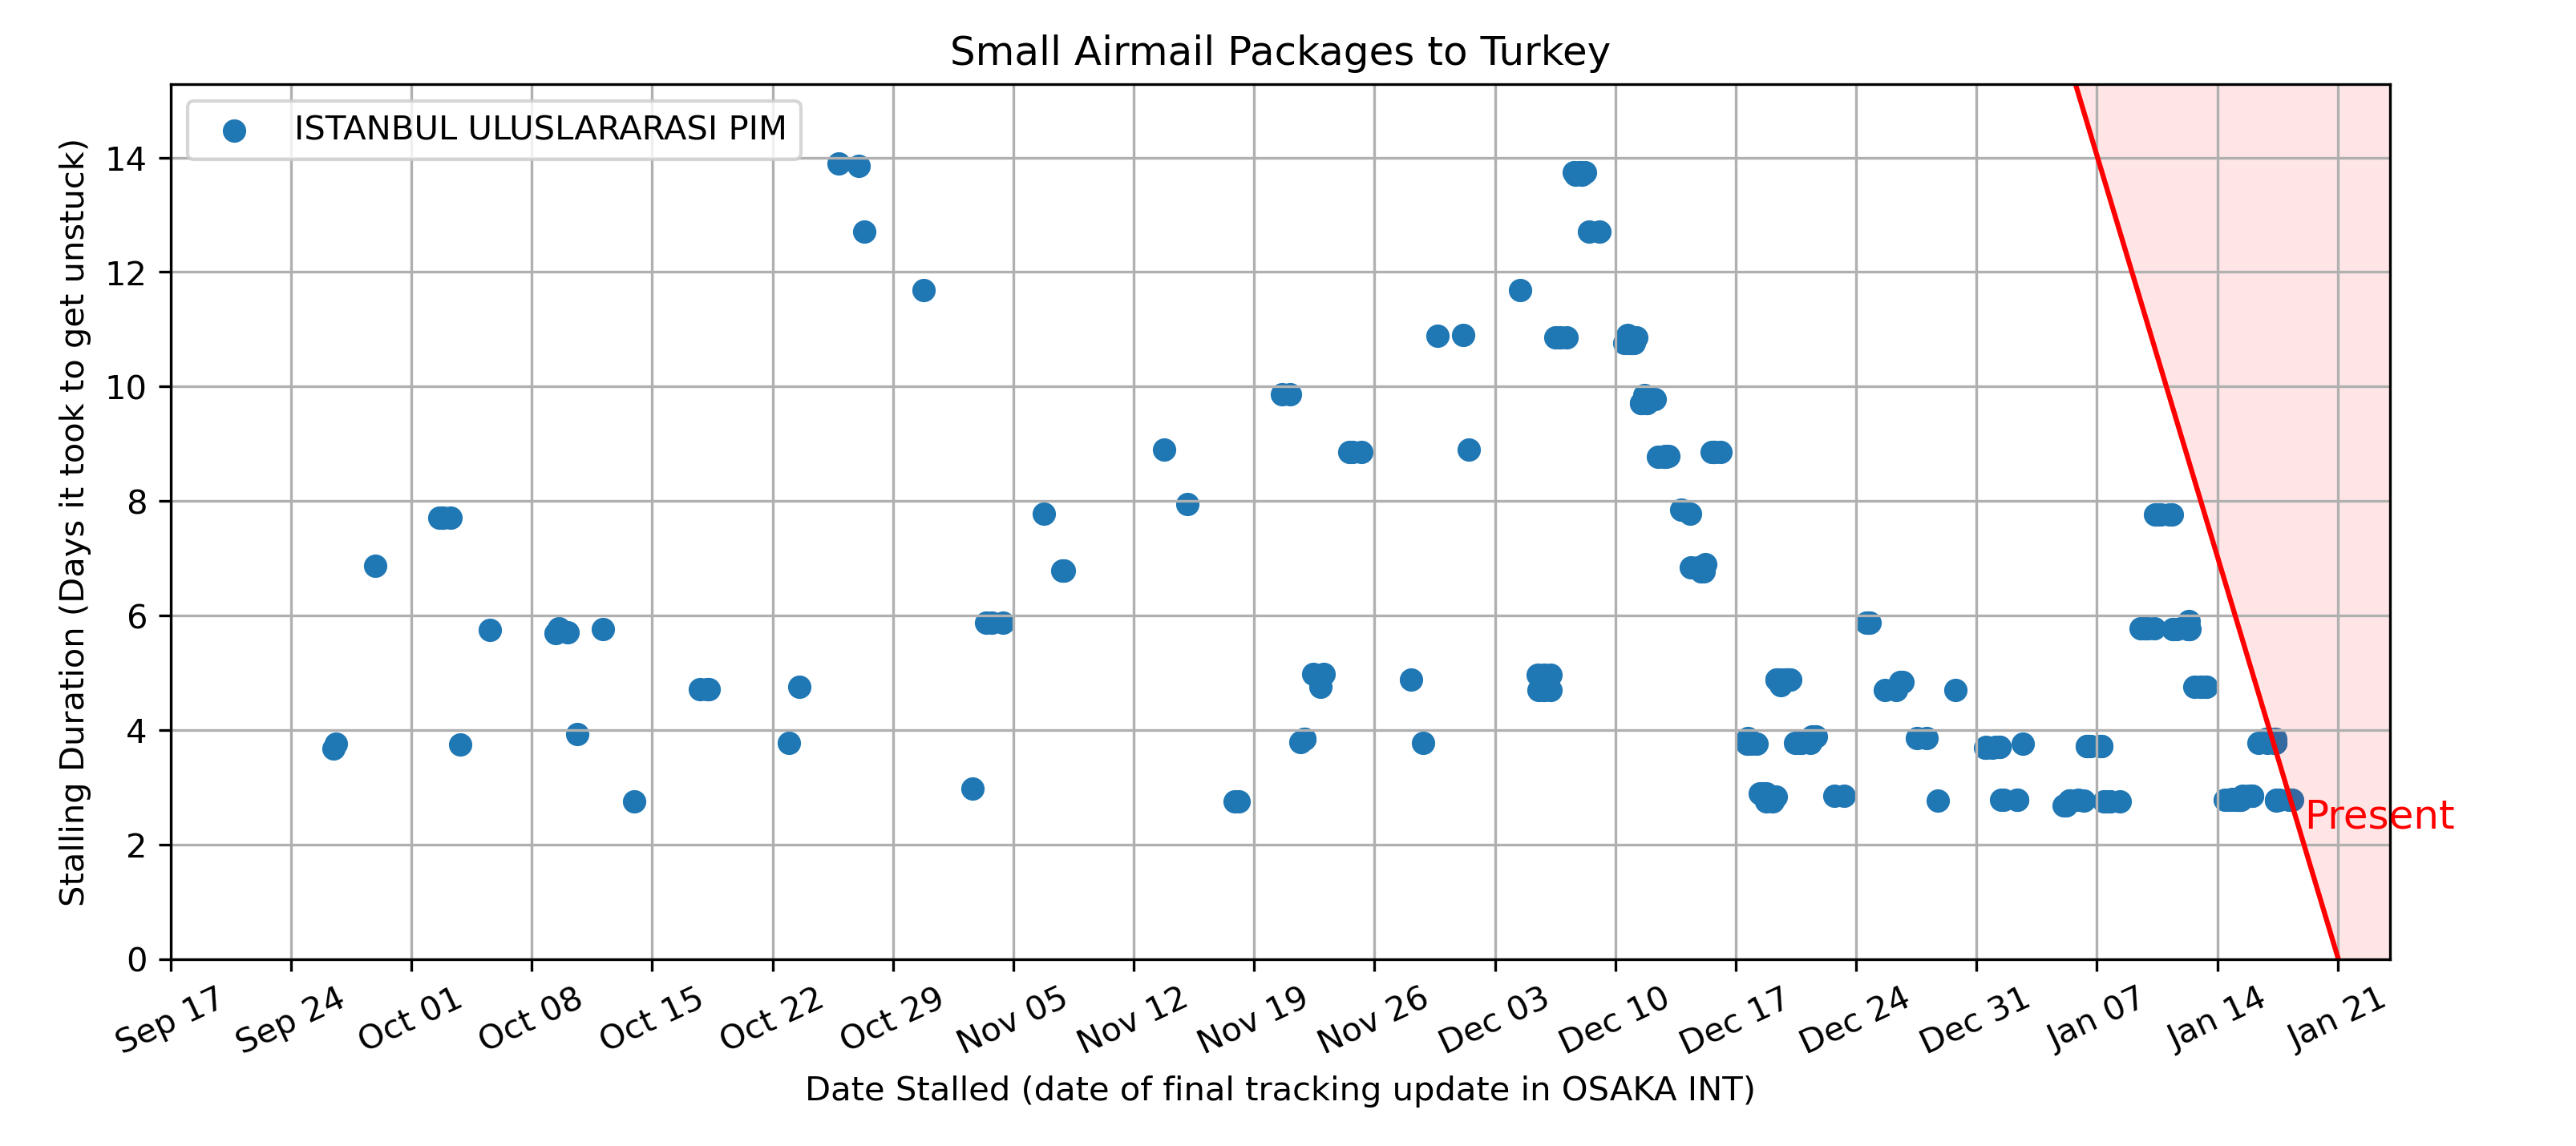 Small Airmail Packages to Turkey
ISTANBUL ULUSLARARASI PIM
Stalling Duration (Days it took to get unstuck)
14
12
10
8
6
4
2
0
Present
Sep 17
Sep 24
Oct 01
Oct 08
Oct 15
Oct 22
Oct 29
Nov 05
Nov 12
Nov 19
Nov 26
Dec 03
Dec 10
Dec 17
Dec 24
Dec 31
Jan 07
Jan 14
Jan 21
Date Stalled (date of final tracking update in OSAKA INT)